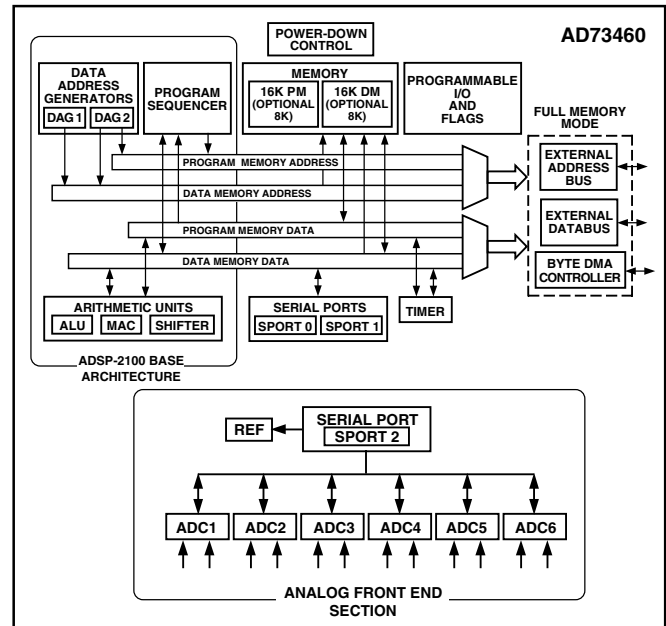 AD73460
POWER-DOWN
CONTROL
DATA
ADDRESS
GENERATORS
DAG 1
DAG 2
PROGRAM
SEQUENCER
MEMORY
16K PM
(OPTIONAL
8K)
16K DM
(OPTIONAL
8K)
PROGRAMMABLE
I/O
AND
FLAGS
FULL MEMORY
MODE
PROGRAM MEMORY ADDRESS
DATA MEMORY ADDRESS
PROGRAM MEMORY DATA
DATA MEMORY DATA
EXTERNAL
ADDRESS
BUS
EXTERNAL
DATABUS
BYTE DMA
CONTROLLER
ARITHMETIC UNITS
ALU
MAC
SHIFTER
SERIAL PORTS
SPORT 0
SPORT 1
TIMER
ADSP-2100 BASE
ARCHITECTURE
REF
SERIAL PORT
SPORT 2
ADC1
ADC2
ADC3
ADC4
ADC5
ADC6
ANALOG FRONT END
SECTION